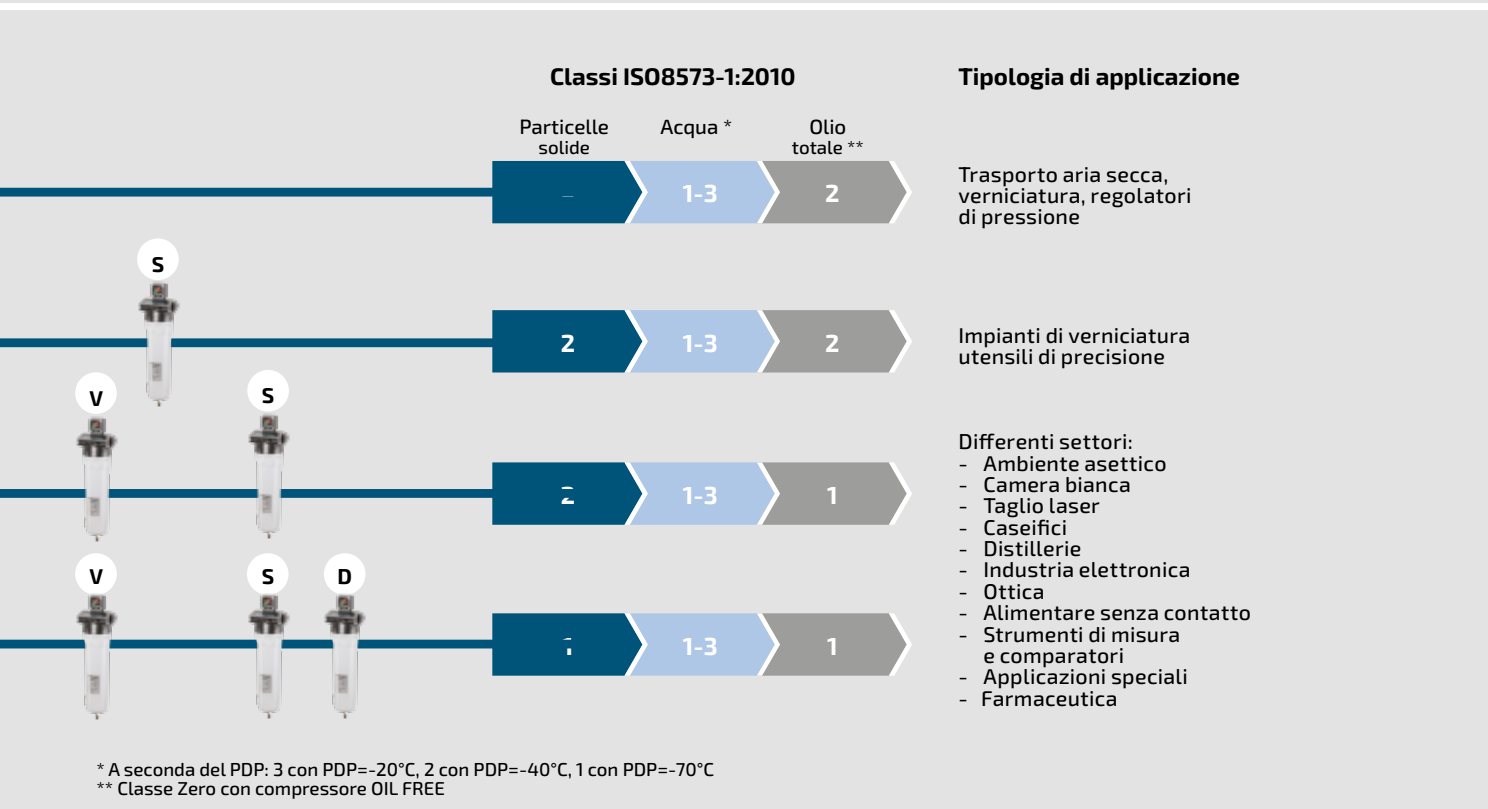 Classi ISO8573-1:2010
Tipologia di applicazione
Particelle
solide
Acqua *
Olio
totale **
–
1-3
2
Trasporto aria secca,
verniciatura, regolatori
di pressione
S
2
1-3
2
Impianti di verniciatura
utensili di precisione
V
S
2
1-3
1
Differenti settori:
- Ambiente asettico
- Camera bianca
- Taglio laser
- Caseifici
- Distillerie
- Industria elettronica
- Ottica
- Alimentare senza contatto
- Strumenti di misura
e comparatori
- Applicazioni speciali
- Farmaceutica
V
S
D
1
1-3
1
* A seconda del PDP: 3 con PDP=-20°C, 2 con PDP=-40°C, 1 con PDP=-70°C
** Classe Zero con compressore OIL FREE